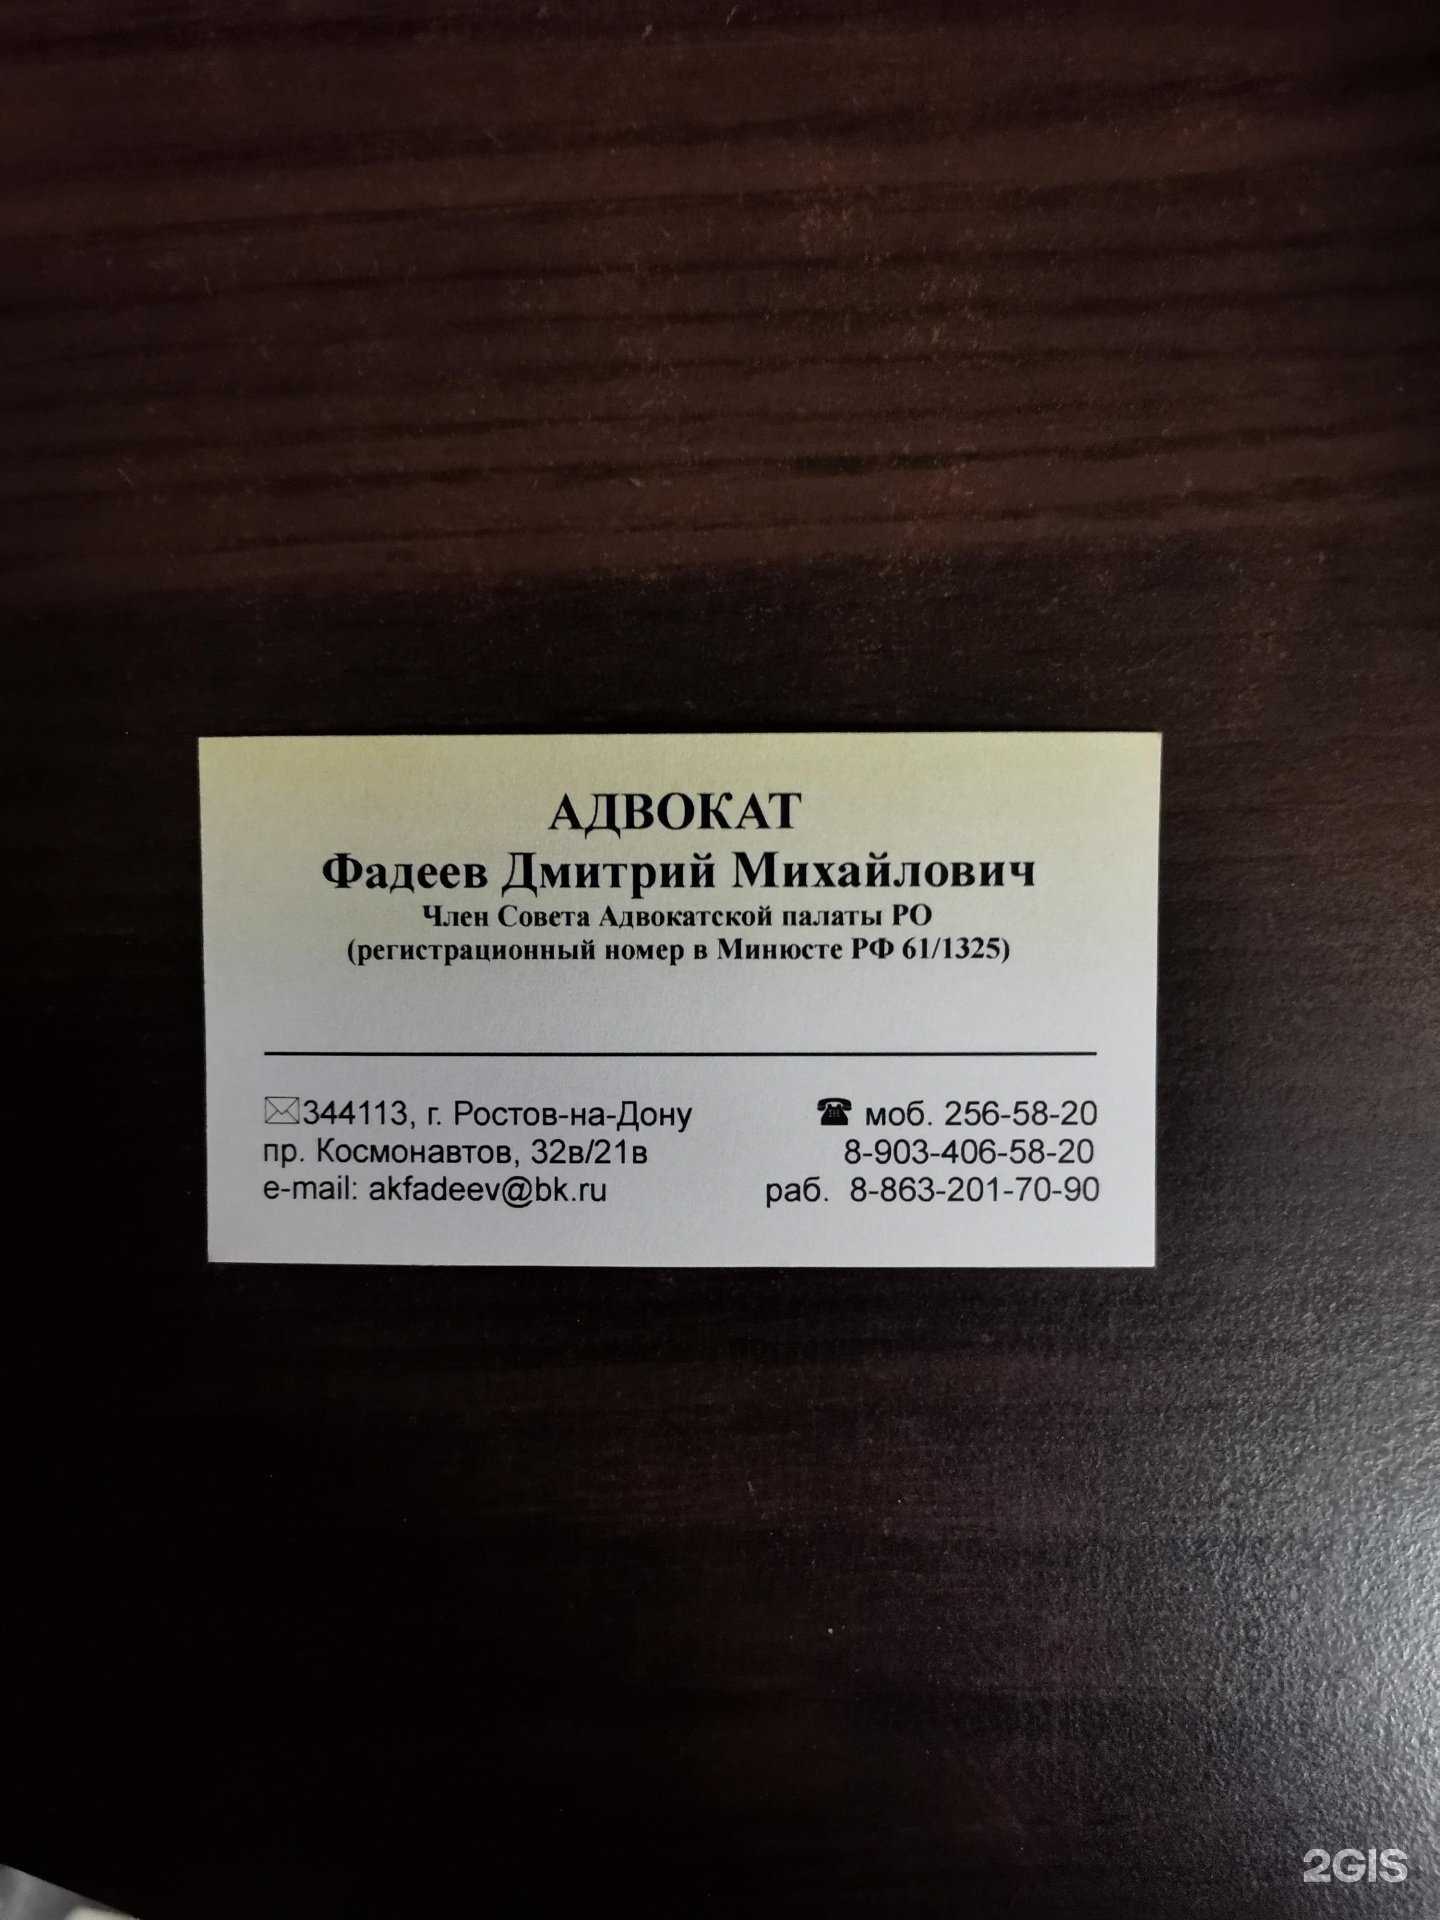 АДВОКАТ
Фадеев Дмитрий Михайлович
Член Совета Адвокатской палаты РО
(регистрационный номер в Минюсте РФ 61/1325)
344113, г. Ростов-на-Дону
пр. Космонавтов, 32в/21в
e-mail: akfadeev@bk.ru
моб. 256-58-20
8-903-406-58-20
раб. 8-863-201-70-90
2GIS